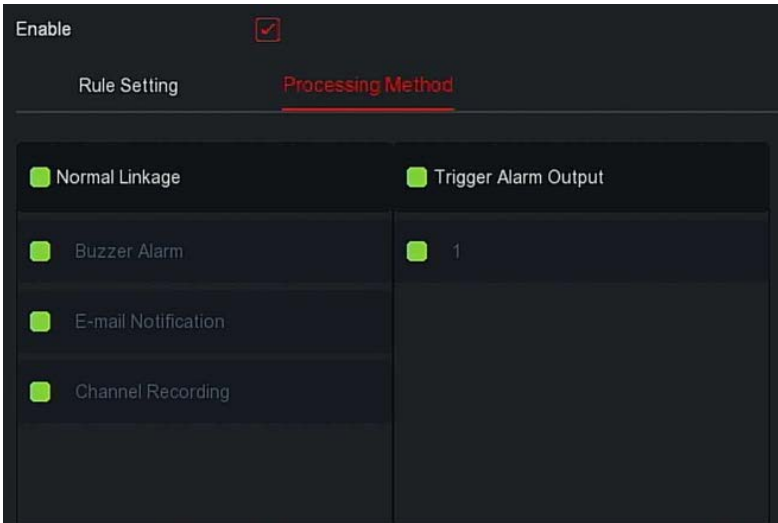 Enable
Rule Setting
Processing Method
Normal Linkage
Trigger Alarm Output
Buzzer Alarm
1
E-mail Notification
Channel Recording